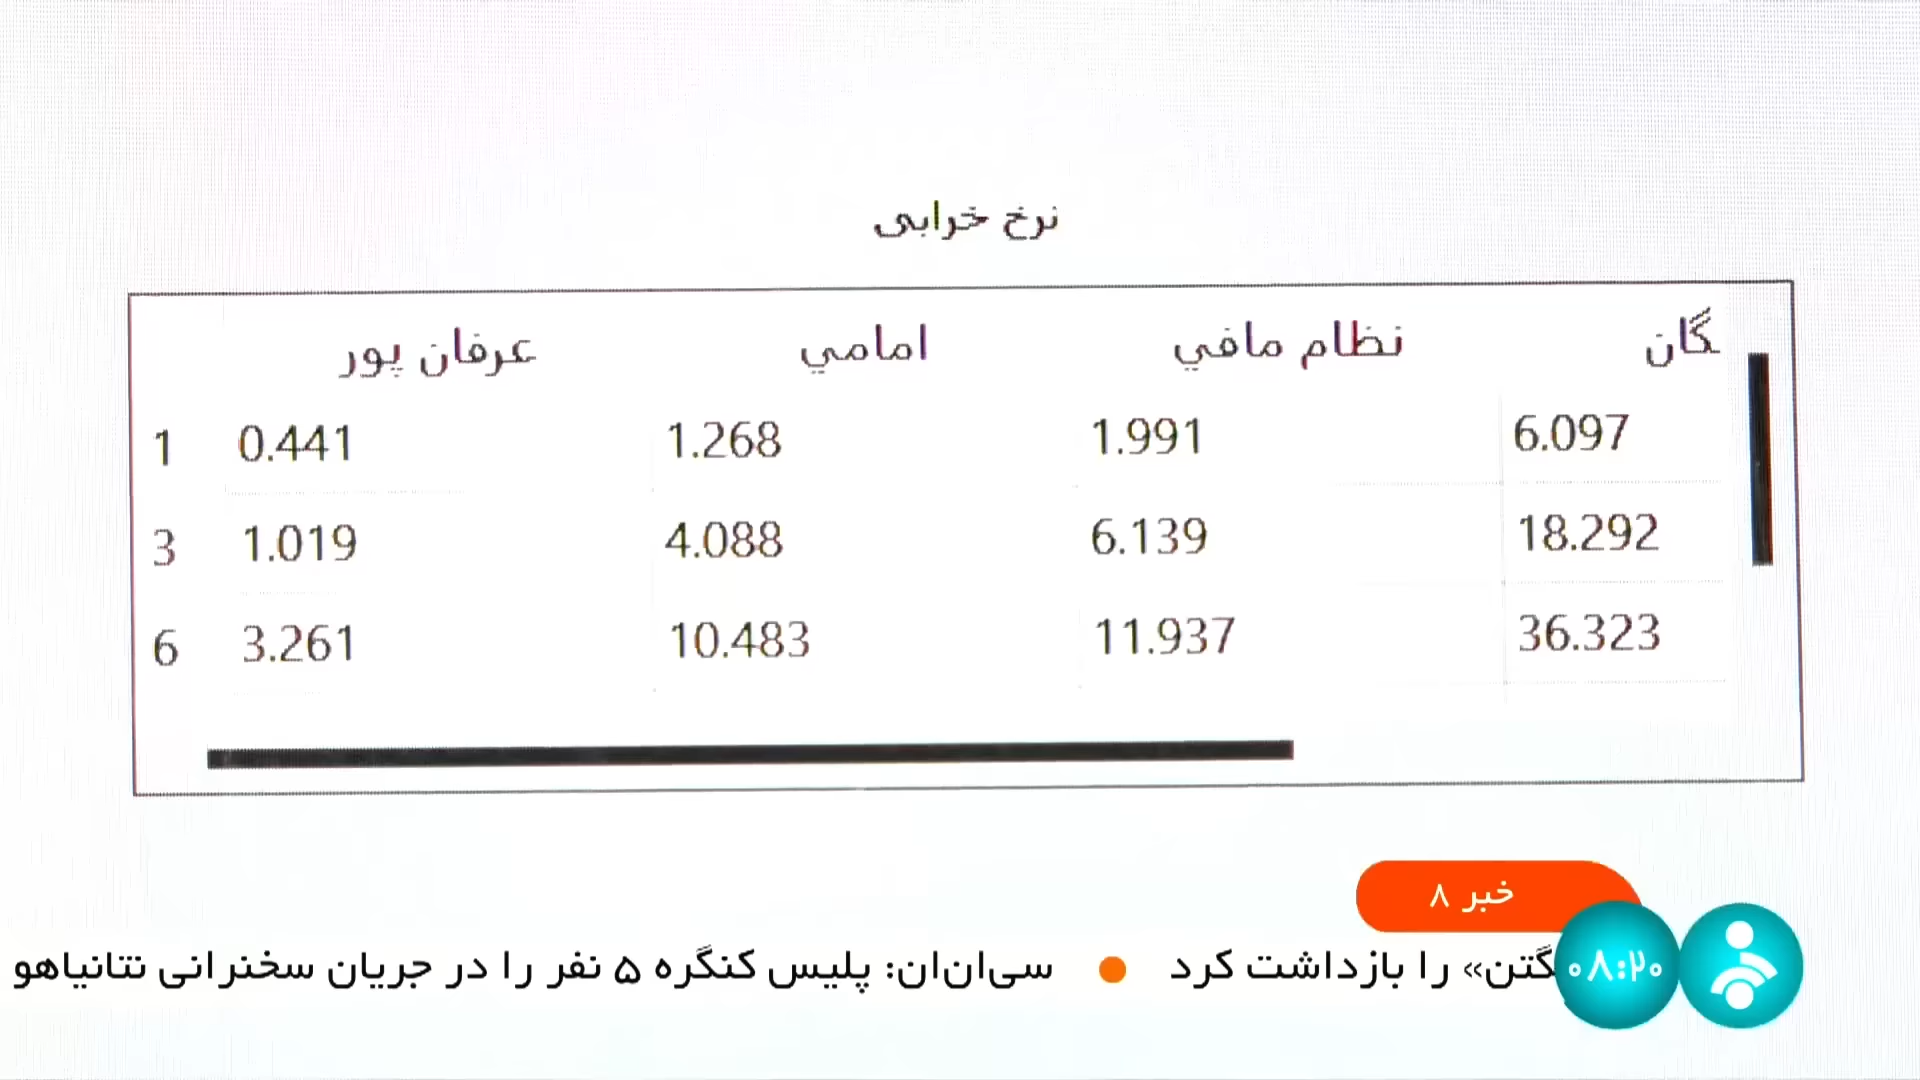 نرخ خرابی
عرفان پور امامي نظام مافي گان
1 0.441 1.268 1.991 6.097
3 1.019 4.088 6.139 18.292
6 3.261 10.483 11.937 36.323
خبر ۸
گتن» را بازداشت کرد ● سی‌ان‌ان: پلیس کنگره ۵ نفر را در جریان سخنرانی نتانیاهو
۰۸:۲۰